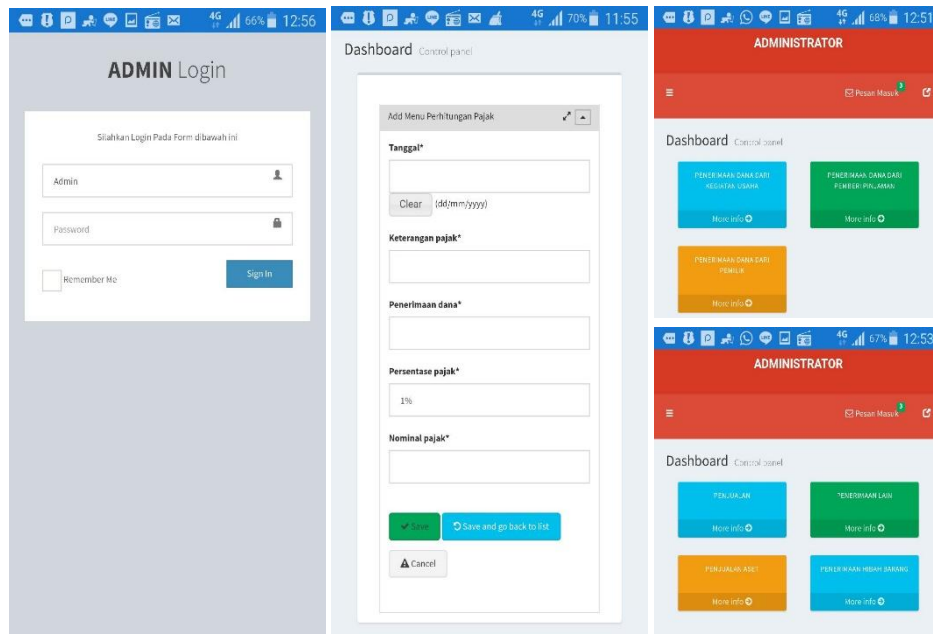 4G 66% 12:56
ADMIN Login
Silahkan Login Pada Form dibawah ini
Admin
Password
Remember Me
Sign In
4G 70% 11:55
Dashboard Control panel
Add Menu Perhitungan Pajak
Tanggal*
Clear (dd/mm/yyyy)
Keterangan pajak*
Penerimaan dana*
Persentase pajak*
1%
Nominal pajak*
Save
Save and go back to list
Cancel
4G 68% 12:51
ADMINISTRATOR
Pesan Masuk
Dashboard Control panel
PENERIMAAN DANA DARI
KEGIATAN USAHA
More info
PENERIMAAN DANA DARI
PEMBERI PINJAMAN
More info
PENERIMAAN DANA DARI
PEMILIK
More info
4G 67% 12:53
ADMINISTRATOR
Pesan Masuk
Dashboard Control panel
PENJUALAN
More info
PENERIMAAN LAIN
More info
PENJUALAN ASET
More info
PENERIMAAN HIBAH BARANG
More info